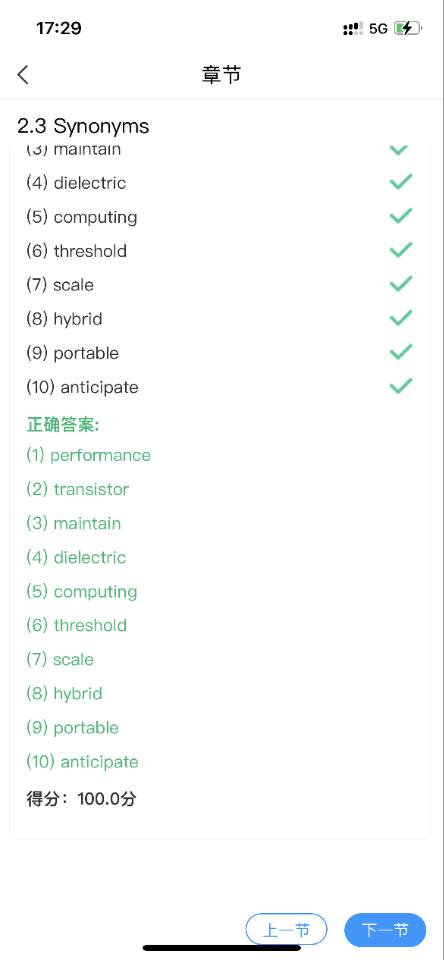 17:29
5G
章节
2.3 Synonyms
(3) maintain
(4) dielectric
(5) computing
(6) threshold
(7) scale
(8) hybrid
(9) portable
(10) anticipate
正确答案:
(1) performance
(2) transistor
(3) maintain
(4) dielectric
(5) computing
(6) threshold
(7) scale
(8) hybrid
(9) portable
(10) anticipate
得分：100.0分
上一节 下一节